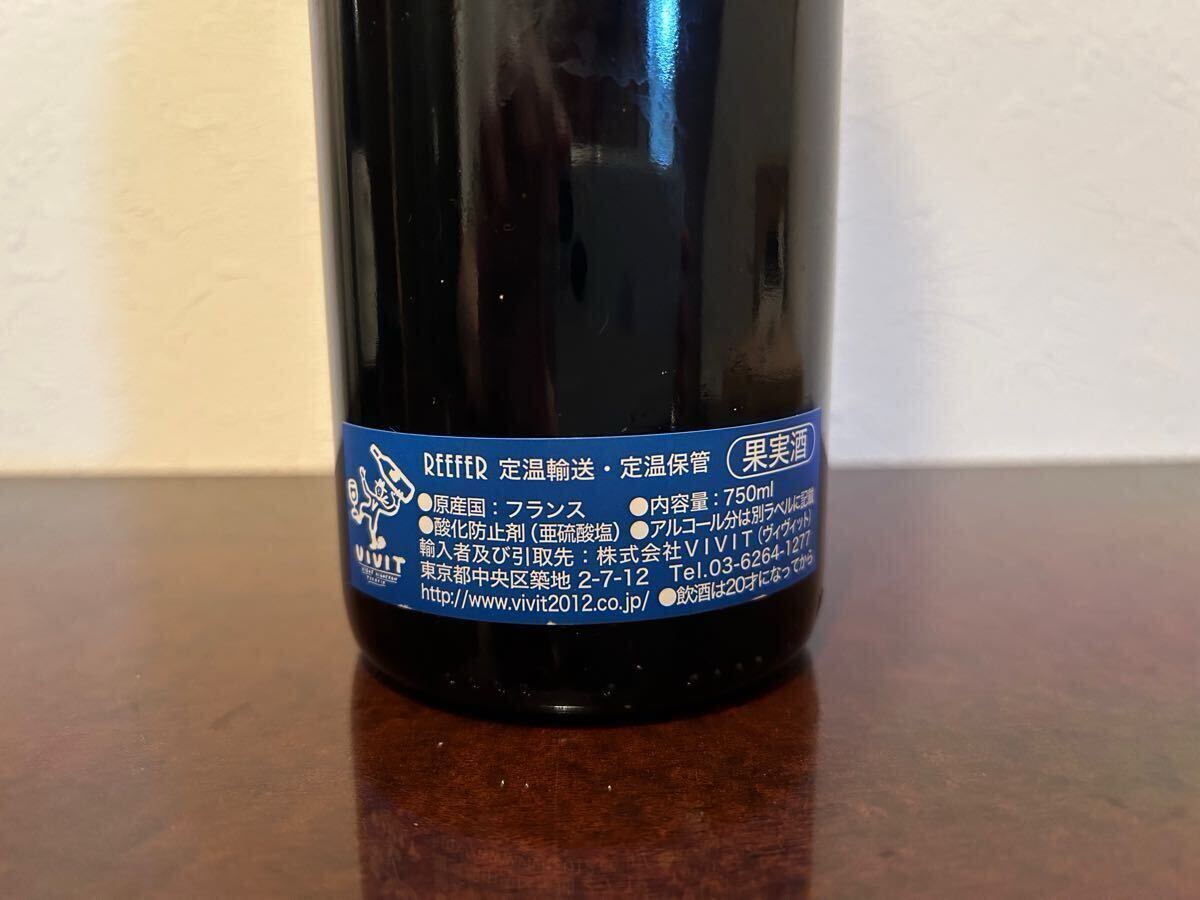 REEFER 定温輸送・定温保管 果実酒
●原産国：フランス ●内容量：750ml
●酸化防止剤（亜硫酸塩） ●アルコール分は別ラベルに記載
輸入者及び引取先：株式会社VIVIT（ヴィヴィット）
東京都中央区築地 2-7-12 Tel.03-6264-1277
http://www.vivit2012.co.jp/ ●飲酒は20才になってから
VIVIT